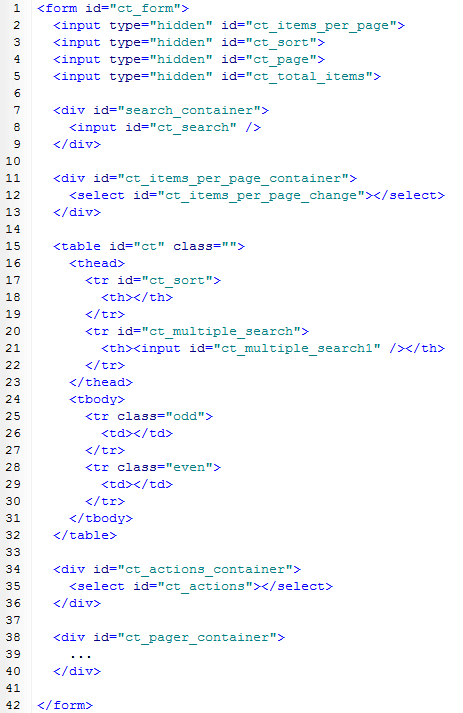 1 <form id="ct_form">
2   <input type="hidden" id="ct_items_per_page">
3   <input type="hidden" id="ct_sort">
4   <input type="hidden" id="ct_page">
5   <input type="hidden" id="ct_total_items">
6
7   <div id="search_container">
8     <input id="ct_search" />
9   </div>
10
11   <div id="ct_items_per_page_container">
12     <select id="ct_items_per_page_change"></select>
13   </div>
14
15   <table id="ct" class="">
16     <thead>
17       <tr id="ct_sort">
18         <th></th>
19       </tr>
20       <tr id="ct_multiple_search">
21         <th><input id="ct_multiple_search1" /></th>
22       </tr>
23     </thead>
24     <tbody>
25       <tr class="odd">
26         <td></td>
27       </tr>
28       <tr class="even">
29         <td></td>
30       </tr>
31     </tbody>
32   </table>
33
34   <div id="ct_actions_container">
35     <select id="ct_actions"></select>
36   </div>
37
38   <div id="ct_pager_container">
39     ...
40   </div>
41
42 </form>